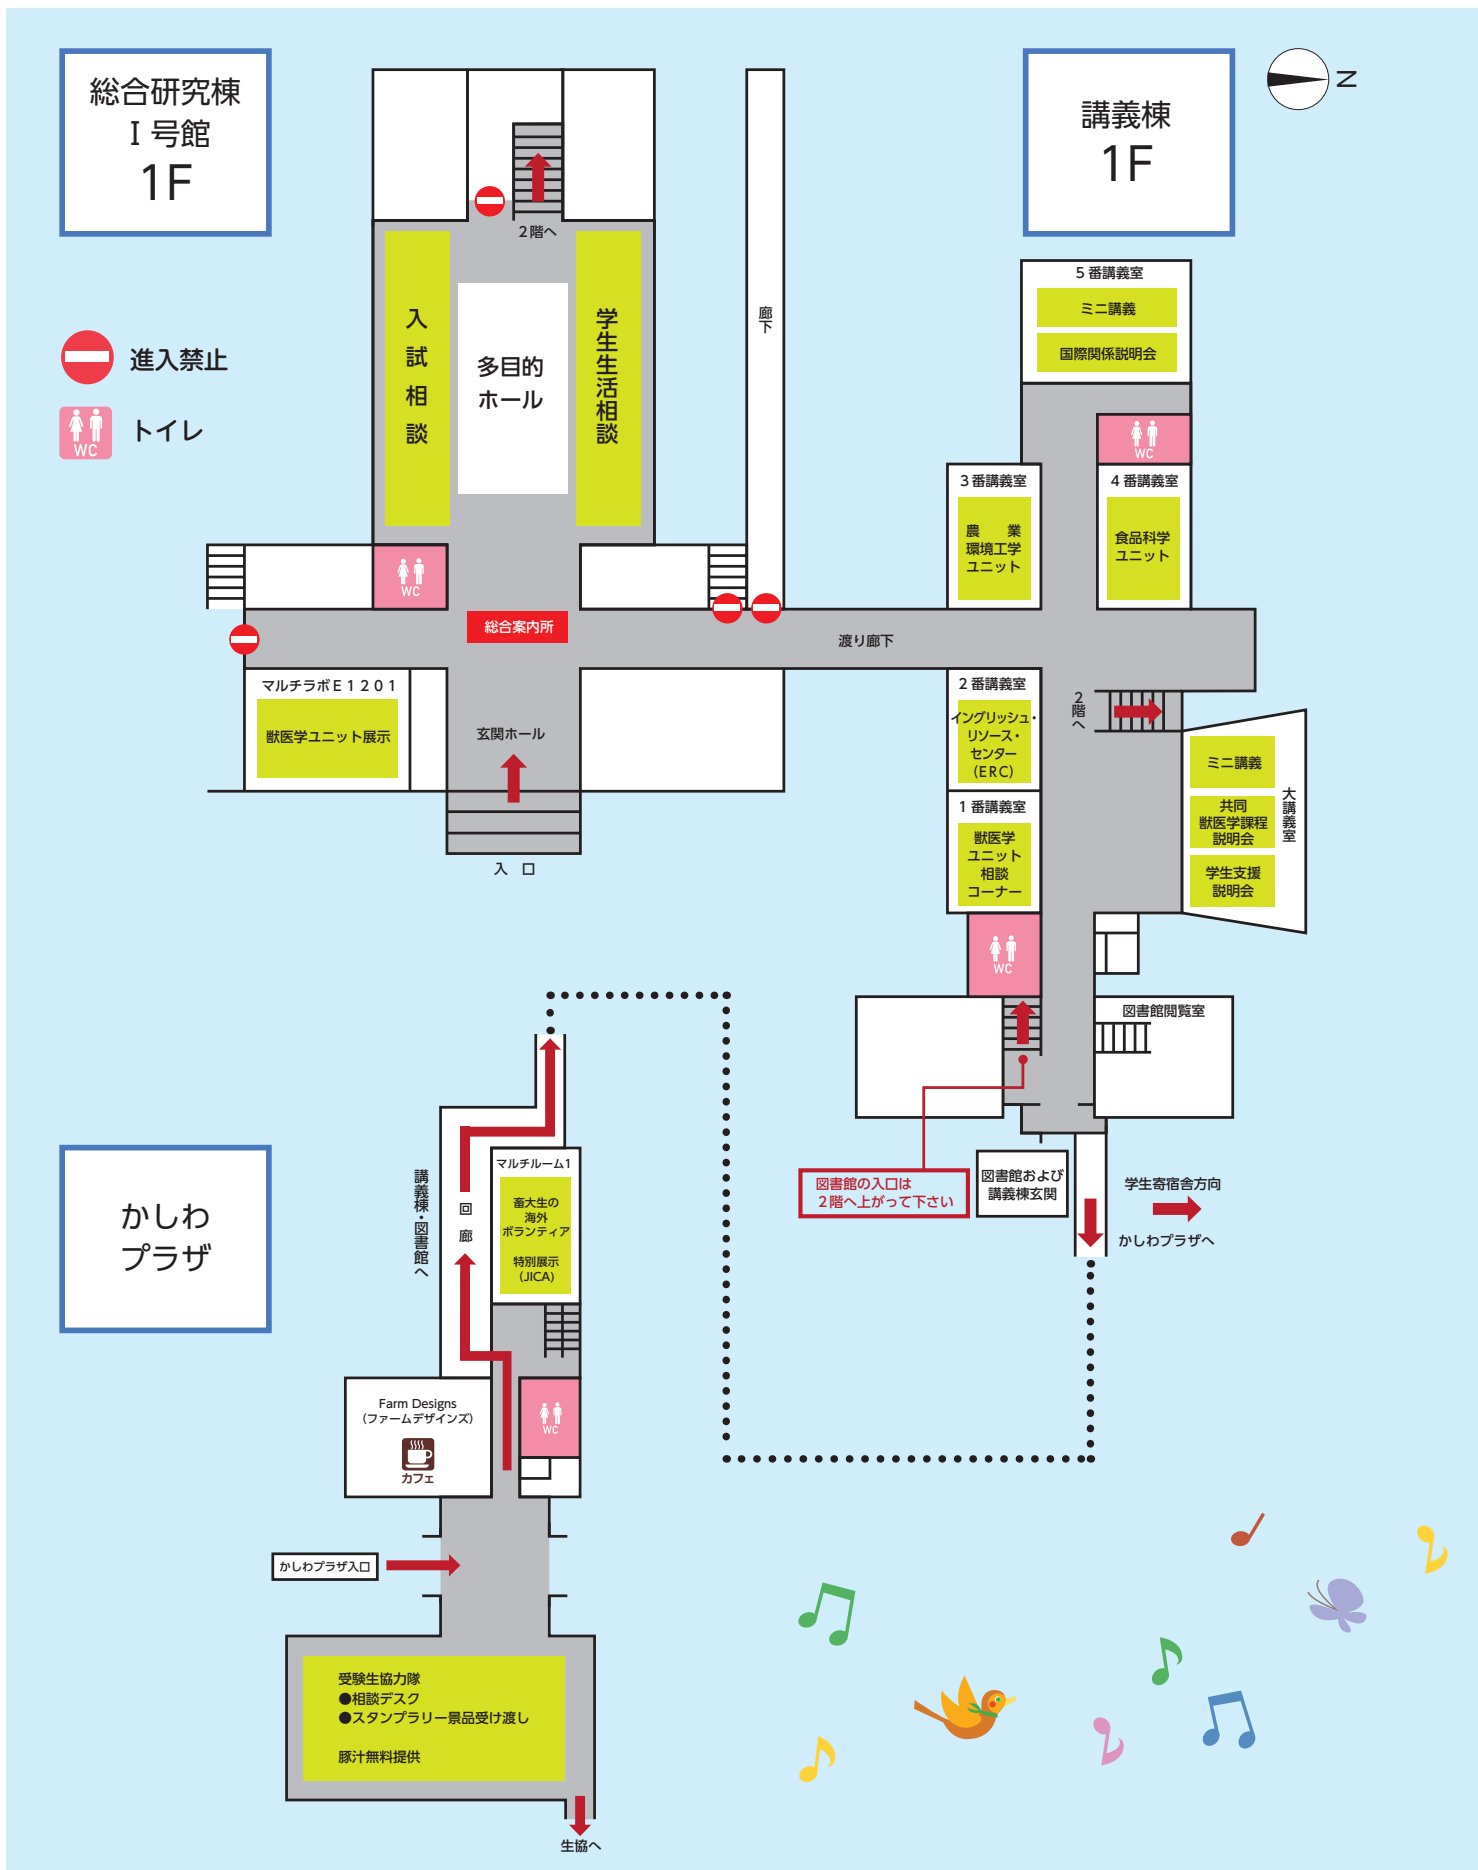 総合研究棟
Ⅰ号館
1F
講義棟
1F
N
進入禁止
WC
トイレ
2階へ
入試相談
多目的
ホール
学生生活相談
廊下
WC
総合案内所
渡り廊下
マルチラボE1201
獣医学ユニット展示
玄関ホール
入 口
5番講義室
ミニ講義
国際関係説明会
WC
3番講義室
農 業
環境工学
ユニット
4番講義室
食品科学
ユニット
2番講義室
イングリッシュ・
リソース・
センター
(ERC)
2階へ
1番講義室
獣医学
ユニット
相談
コーナー
ミニ講義
共同
獣医学課程
説明会
学生支援
説明会
大講義室
WC
図書館閲覧室
図書館の入口は
2階へ上がって下さい
図書館および
講義棟玄関
学生寄宿舎方向
かしわプラザへ
かしわ
プラザ
講義棟・図書館へ
回廊
マルチルーム1
畜大生の
海外
ボランティア
特別展示
(JICA)
Farm Designs
(ファームデザインズ)
カフェ
WC
かしわプラザ入口
受験生協力隊
●相談デスク
●スタンプラリー景品受け渡し
豚汁無料提供
生協へ